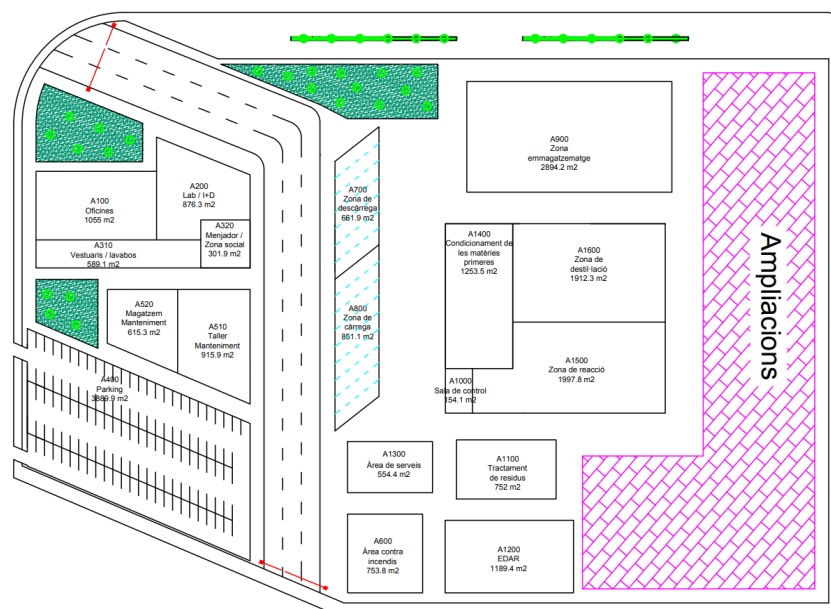 A900
Zona
emmagatzematge
2894.2 m2
A200
Lab / I+D
876.3 m2
A100
Oficines
1055 m2
A700
Zona de
descàrrega
661.9 m2
A320
Menjador /
Zona social
301.9 m2
A310
Vestuaris / lavabos
589.1 m2
A1400
Condicionament de
les matèries
primeres
1253.5 m2
A1600
Zona de
destil·lació
1912.3 m2
Ampliacions
A520
Magatzem
Manteniment
615.3 m2
A510
Taller
Manteniment
915.9 m2
A800
Zona de
càrrega
851.1 m2
A1500
Zona de reacció
1997.8 m2
A400
Parking
3889.9 m2
A1000
Sala de control
154.1 m2
A1300
Àrea de serveis
554.4 m2
A1100
Tractament
de residus
752 m2
A600
Àrea contra
incendis
753.8 m2
A1200
EDAR
1189.4 m2